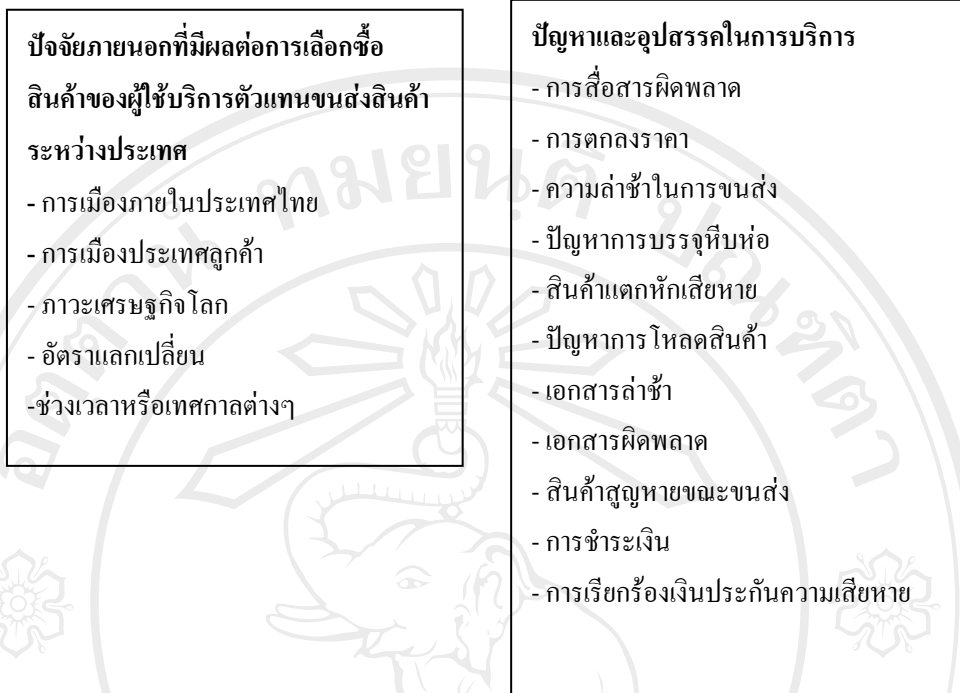 ปัจจัยภายนอกที่มีผลต่อการเลือกซื้อ
สินค้าของผู้ใช้บริการตัวแทนขนส่งสินค้า
ระหว่างประเทศ
- การเมืองภายในประเทศไทย
- การเมืองประเทศลูกค้า
- ภาวะเศรษฐกิจโลก
- อัตราแลกเปลี่ยน
-ช่วงเวลาหรือเทศกาลต่างๆ
ปัญหาและอุปสรรคในการบริการ
- การสื่อสารผิดพลาด
- การตกลงราคา
- ความล่าช้าในการขนส่ง
- ปัญหาการบรรจุหีบห่อ
- สินค้าแตกหักเสียหาย
- ปัญหาการโหลดสินค้า
- เอกสารล่าช้า
- เอกสารผิดพลาด
- สินค้าสูญหายขณะขนส่ง
- การชำระเงิน
- การเรียกร้องเงินประกันความเสียหาย